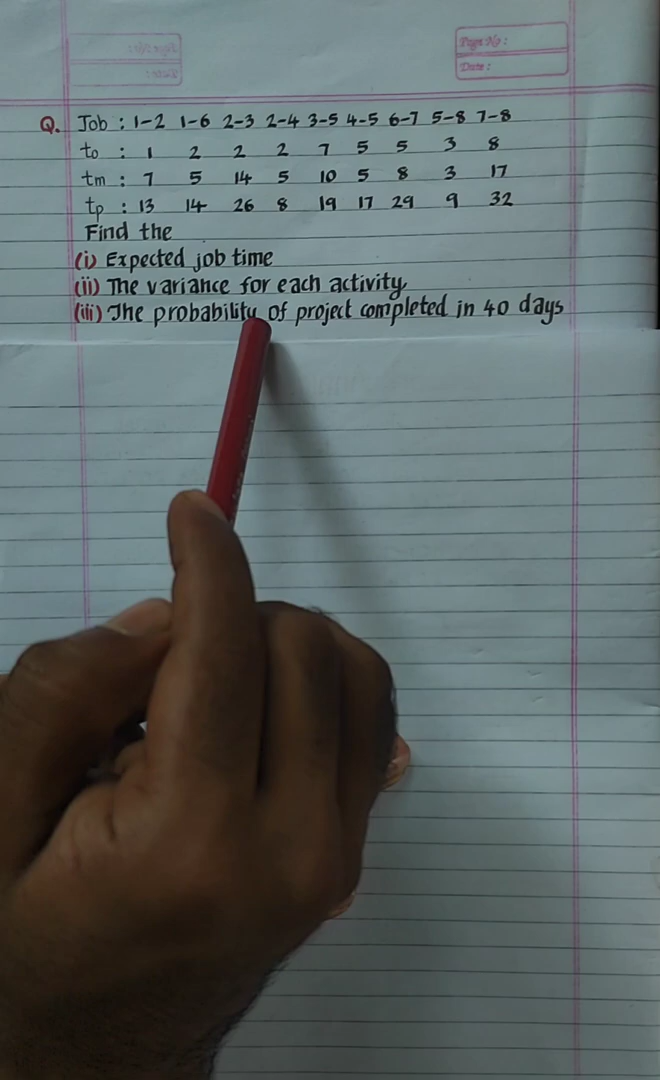 Page No :
Date :
Q. Job : 1-2 1-6 2-3 2-4 3-5 4-5 6-7 5-8 7-8
to : 1 2 2 2 7 5 5 3 8
tm : 7 5 14 5 10 5 8 3 17
tp : 13 14 26 8 19 17 29 9 32
Find the
(i) Expected job time
(ii) The variance for each activity
(iii) The probability of project completed in 40 days